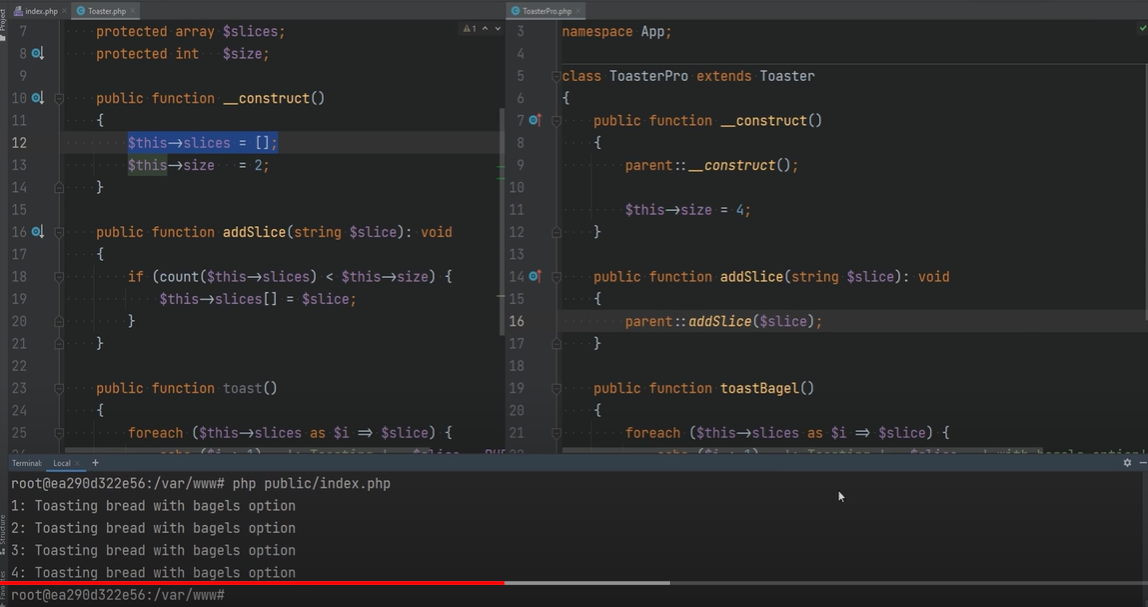 Project
index.php
Toaster.php
7 protected array $slices;
8 protected int $size;
9
10 public function __construct()
11 {
12 $this→slices = [];
13 $this→size = 2;
14 }
15
16 public function addSlice(string $slice): void
17 {
18 if (count($this→slices) < $this→size) {
19 $this→slices[] = $slice;
20 }
21 }
22
23 public function toast()
24 {
25 foreach ($this→slices as $i ⇒ $slice) {
1
ToasterPro.php
3 namespace App;
4
5 class ToasterPro extends Toaster
6 {
7 public function __construct()
8 {
9 parent::__construct();
10
11 $this→size = 4;
12 }
13
14 public function addSlice(string $slice): void
15 {
16 parent::addSlice($slice);
17 }
18
19 public function toastBagel()
20 {
21 foreach ($this→slices as $i ⇒ $slice) {
Terminal: Local +
root@ea290d322e56:/var/www# php public/index.php
1: Toasting bread with bagels option
2: Toasting bread with bagels option
3: Toasting bread with bagels option
4: Toasting bread with bagels option
root@ea290d322e56:/var/www#
Structure
Favorites